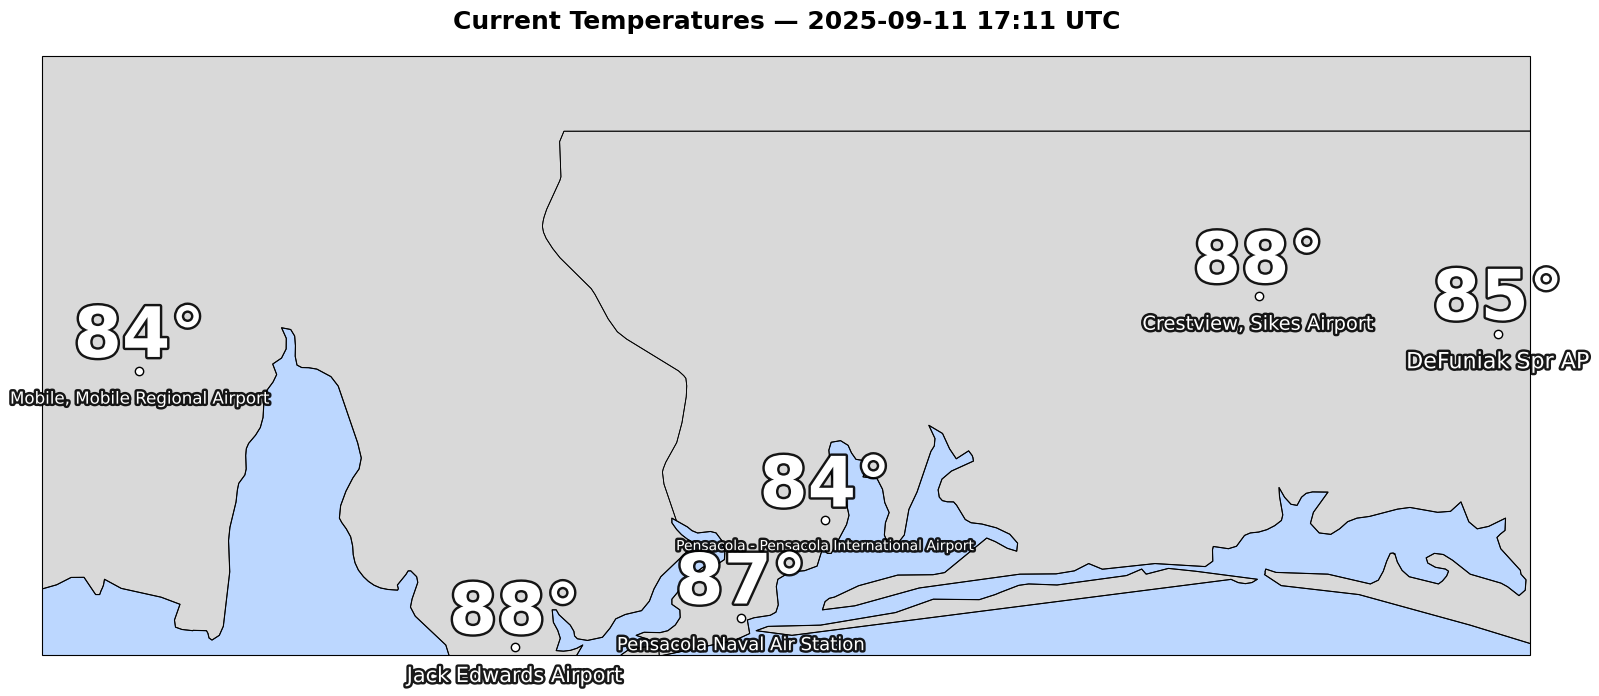 Current Temperatures — 2025-09-11 17:11 UTC
88°
Crestview, Sikes Airport
85°
DeFuniak Spr AP
84°
Mobile, Mobile Regional Airport
84°
Pensacola - Pensacola International Airport
87°
Pensacola Naval Air Station
88°
Jack Edwards Airport